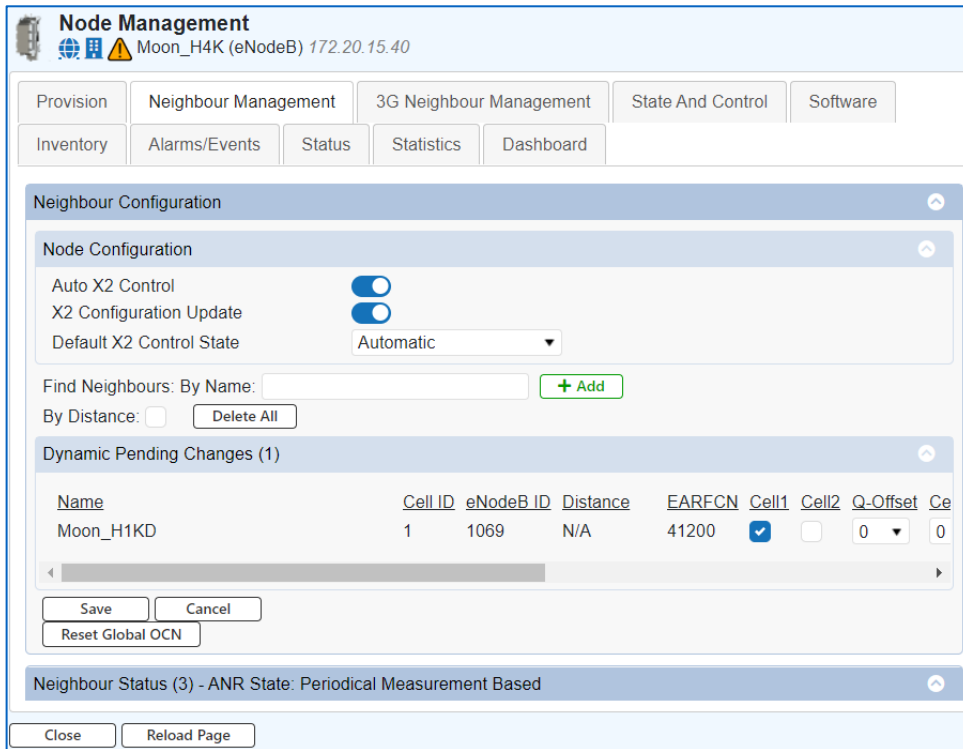 Node Management
Moon_H4K (eNodeB) 172.20.15.40
Provision Neighbour Management 3G Neighbour Management State And Control Software
Inventory Alarms/Events Status Statistics Dashboard
Neighbour Configuration
Node Configuration
Auto X2 Control
X2 Configuration Update
Default X2 Control State Automatic
Find Neighbours: By Name: + Add
By Distance: Delete All
Dynamic Pending Changes (1)
Name Cell ID eNodeB ID Distance EARFCN Cell1 Cell2 Q-Offset Ce
Moon_H1KD 1 1069 N/A 41200 0 0
Save Cancel
Reset Global OCN
Neighbour Status (3) - ANR State: Periodical Measurement Based
Close Reload Page